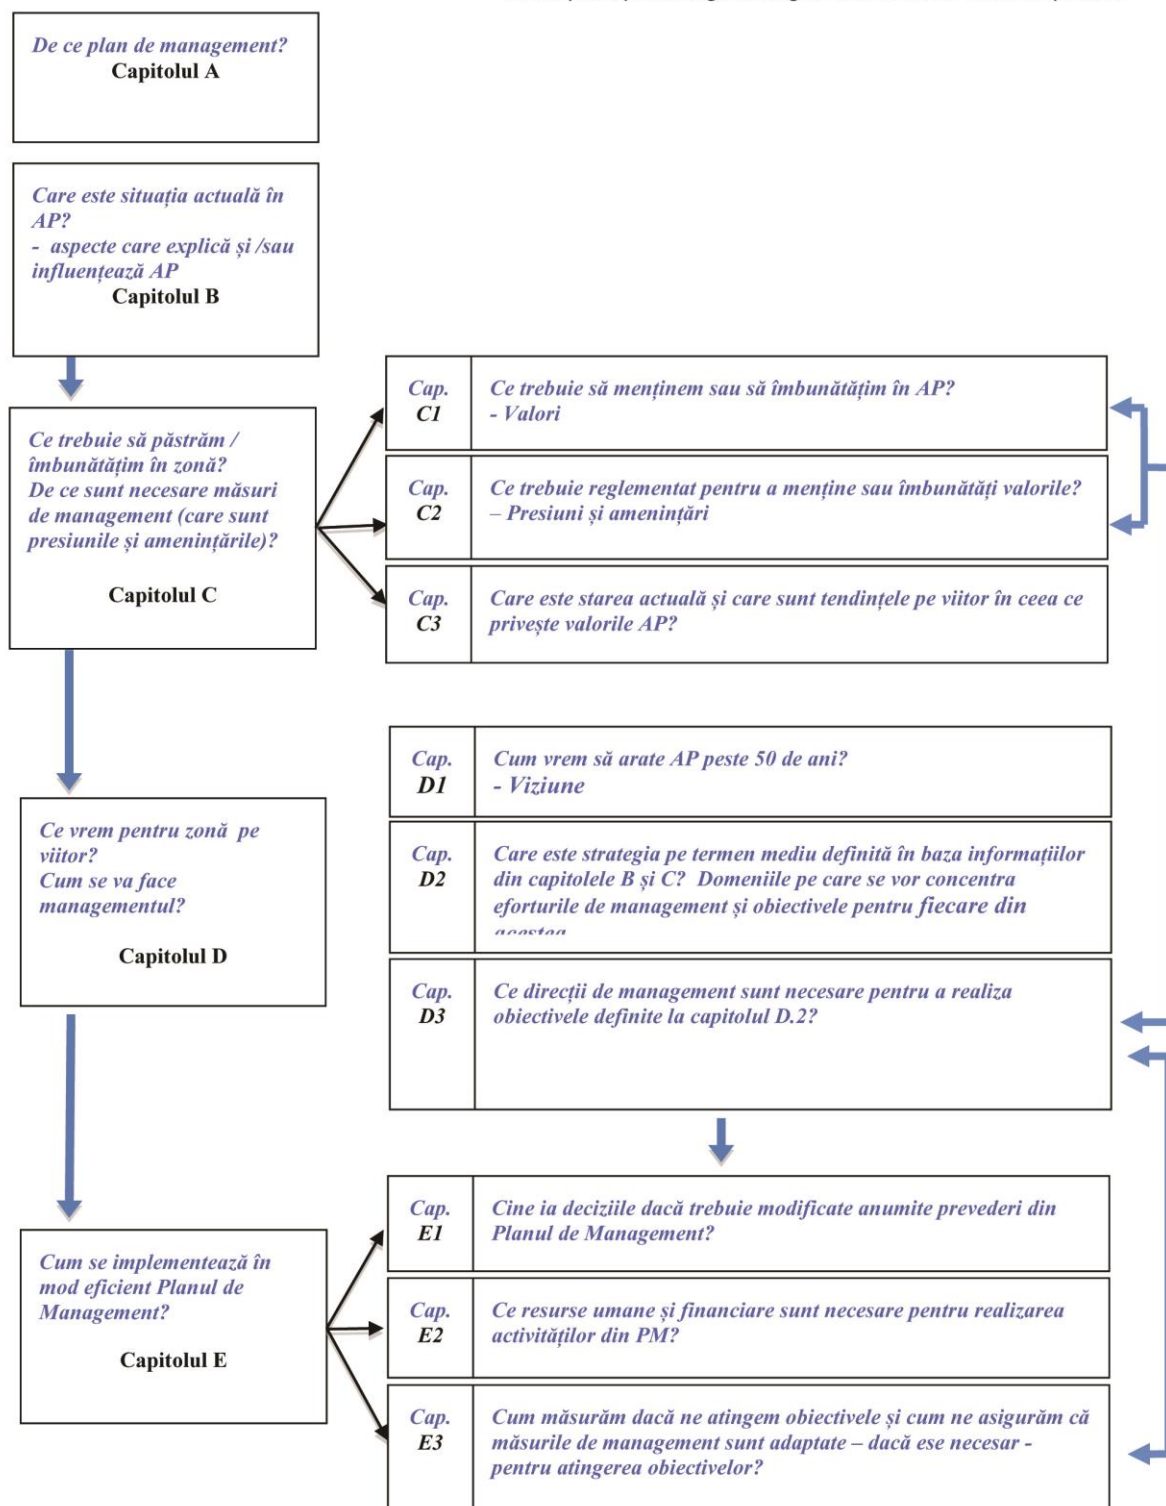 De ce plan de management?
Capitolul A
Care este situația actuală în
AP?
- aspecte care explică și /sau
influențează AP
Capitolul B
Ce trebuie să păstrăm /
îmbunătățim în zonă?
De ce sunt necesare măsuri
de management (care sunt
presiunile și amenințările)?
Capitolul C
Cap. Ce trebuie să menținem sau să îmbunătățim în AP?
C1 - Valori
Cap. Ce trebuie reglementat pentru a menține sau îmbunătăți valorile?
C2 – Presiuni și amenințări
Cap. Care este starea actuală și care sunt tendințele pe viitor în ceea ce
C3 privește valorile AP?
Ce vrem pentru zonă pe
viitor?
Cum se va face
managementul?
Capitolul D
Cap. Cum vrem să arate AP peste 50 de ani?
D1 - Viziune
Cap. Care este strategia pe termen mediu definită în baza informațiilor
D2 din capitolele B și C? Domeniile pe care se vor concentra
eforturile de management și obiectivele pentru fiecare din
acestea
Cap. Ce direcții de management sunt necesare pentru a realiza
D3 obiectivele definite la capitolul D.2?
Cum se implementează în
mod eficient Planul de
Management?
Capitolul E
Cap. Cine ia deciziile dacă trebuie modificate anumite prevederi din
E1 Planul de Management?
Cap. Ce resurse umane și financiare sunt necesare pentru realizarea
E2 activităților din PM?
Cap. Cum măsurăm dacă ne atingem obiectivele și cum ne asigurăm că
E3 măsurile de management sunt adaptate – dacă ese necesar -
pentru atingerea obiectivelor?